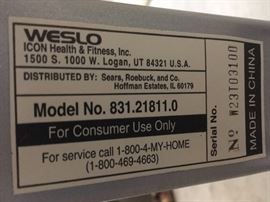 WESLO
ICON Health & Fitness, Inc.
1500 S. 1000 W. Logan, UT 84321 U.S.A.
DISTRIBUTED BY: Sears, Roebuck, and Co.
Hoffman Estates, IL 60179
Model No. 831.21811.0
For Consumer Use Only
For service call 1-800-4-MY-HOME
(1-800-469-4663)
Serial No.
№ W23T03100
MADE IN CHINA